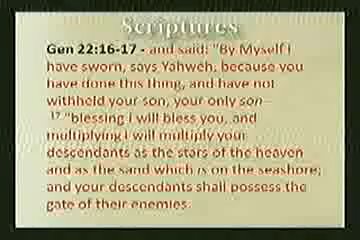 Scriptures
Gen 22:16-17 - and said: "By Myself I
have sworn, says Yahweh, because you
have done this thing, and have not
withheld your son, your only son—
17 "blessing I will bless you, and
multiplying I will multiply your
descendants as the stars of the heaven
and as the sand which is on the seashore;
and your descendants shall possess the
gate of their enemies.